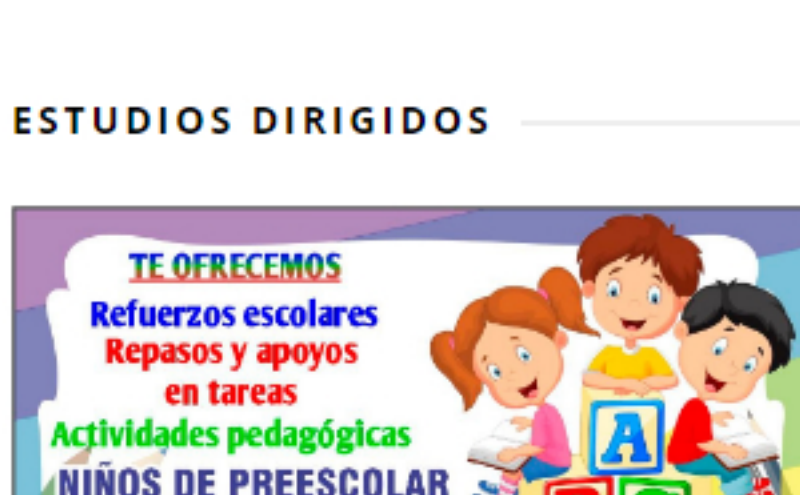 ESTUDIOS DIRIGIDOS
TE OFRECEMOS
Refuerzos escolares
Repasos y apoyos
en tareas
Actividades pedagógicas
NIÑOS DE PREESCOLAR
A